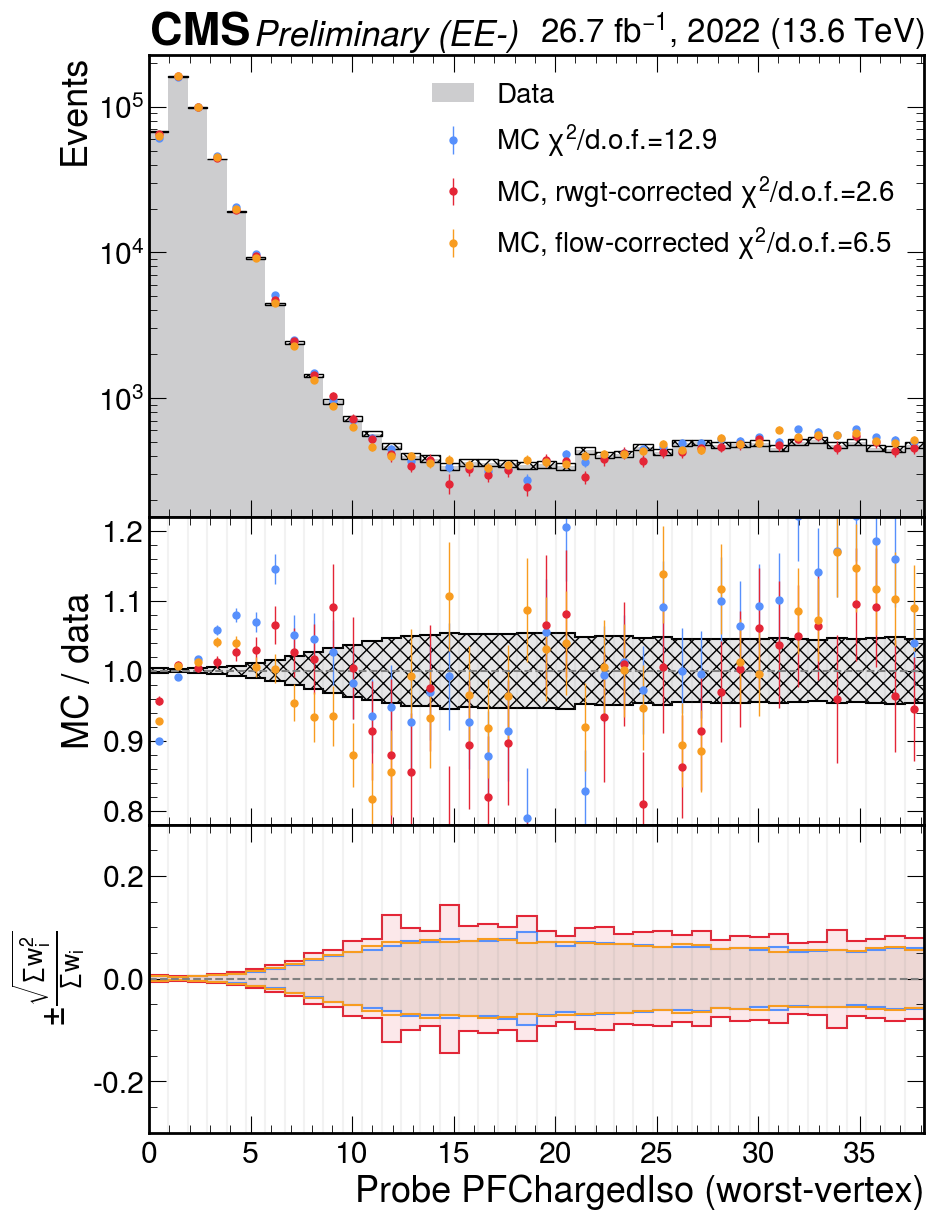 CMS Preliminary (EE-) 26.7 fb⁻¹, 2022 (13.6 TeV)
Events
10⁵
10⁴
10³
Data
MC χ²/d.o.f.=12.9
MC, rwgt-corrected χ²/d.o.f.=2.6
MC, flow-corrected χ²/d.o.f.=6.5
MC / data
1.2
1.1
1.0
0.9
0.8
± √Σwᵢ² / Σwᵢ
0.2
0.0
-0.2
0 5 10 15 20 25 30 35
Probe PFChargedIso (worst-vertex)